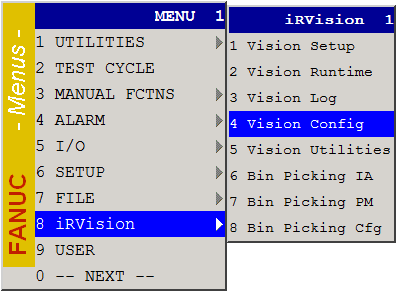 FANUC - Menus -
MENU 1
1 UTILITIES
2 TEST CYCLE
3 MANUAL FCTNS
4 ALARM
5 I/O
6 SETUP
7 FILE
8 iRVision
9 USER
0 -- NEXT --
iRVision 1
1 Vision Setup
2 Vision Runtime
3 Vision Log
4 Vision Config
5 Vision Utilities
6 Bin Picking IA
7 Bin Picking PM
8 Bin Picking Cfg